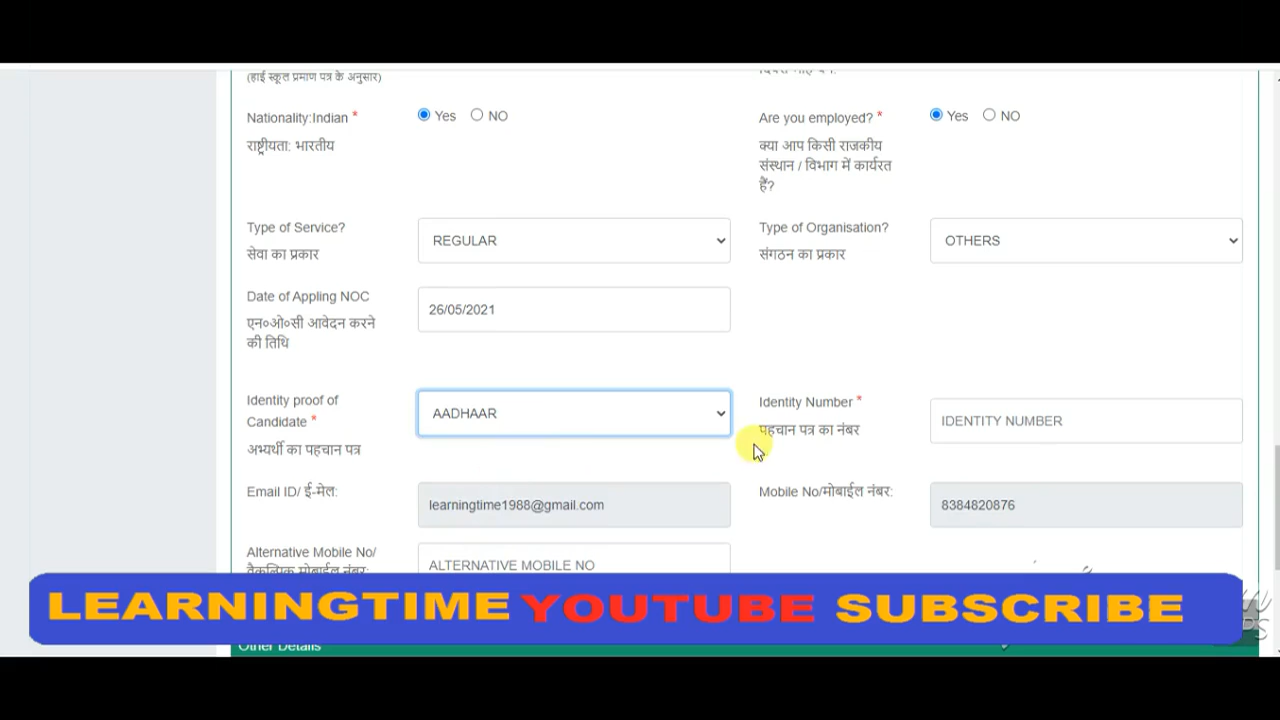 (हाई स्कूल प्रमाण पत्र के अनुसार)
Nationality:Indian * Yes NO
राष्ट्रीयता: भारतीय
Are you employed? * Yes NO
क्या आप किसी राजकीय
संस्थान / विभाग में कार्यरत
हैं?
Type of Service? REGULAR
सेवा का प्रकार
Type of Organisation? OTHERS
संगठन का प्रकार
Date of Appling NOC 26/05/2021
एन०ओ०सी आवेदन करने
की तिथि
Identity proof of
Candidate * AADHAAR
अभ्यर्थी का पहचान पत्र
Identity Number * IDENTITY NUMBER
पहचान पत्र का नंबर
Email ID/ ई-मेल: learningtime1988@gmail.com
Mobile No/मोबाईल नंबर: 8384820876
Alternative Mobile No/ ALTERNATIVE MOBILE NO
वैकल्पिक मोबाईल नंबर:
LEARNINGTIME YOUTUBE SUBSCRIBE
Other Details